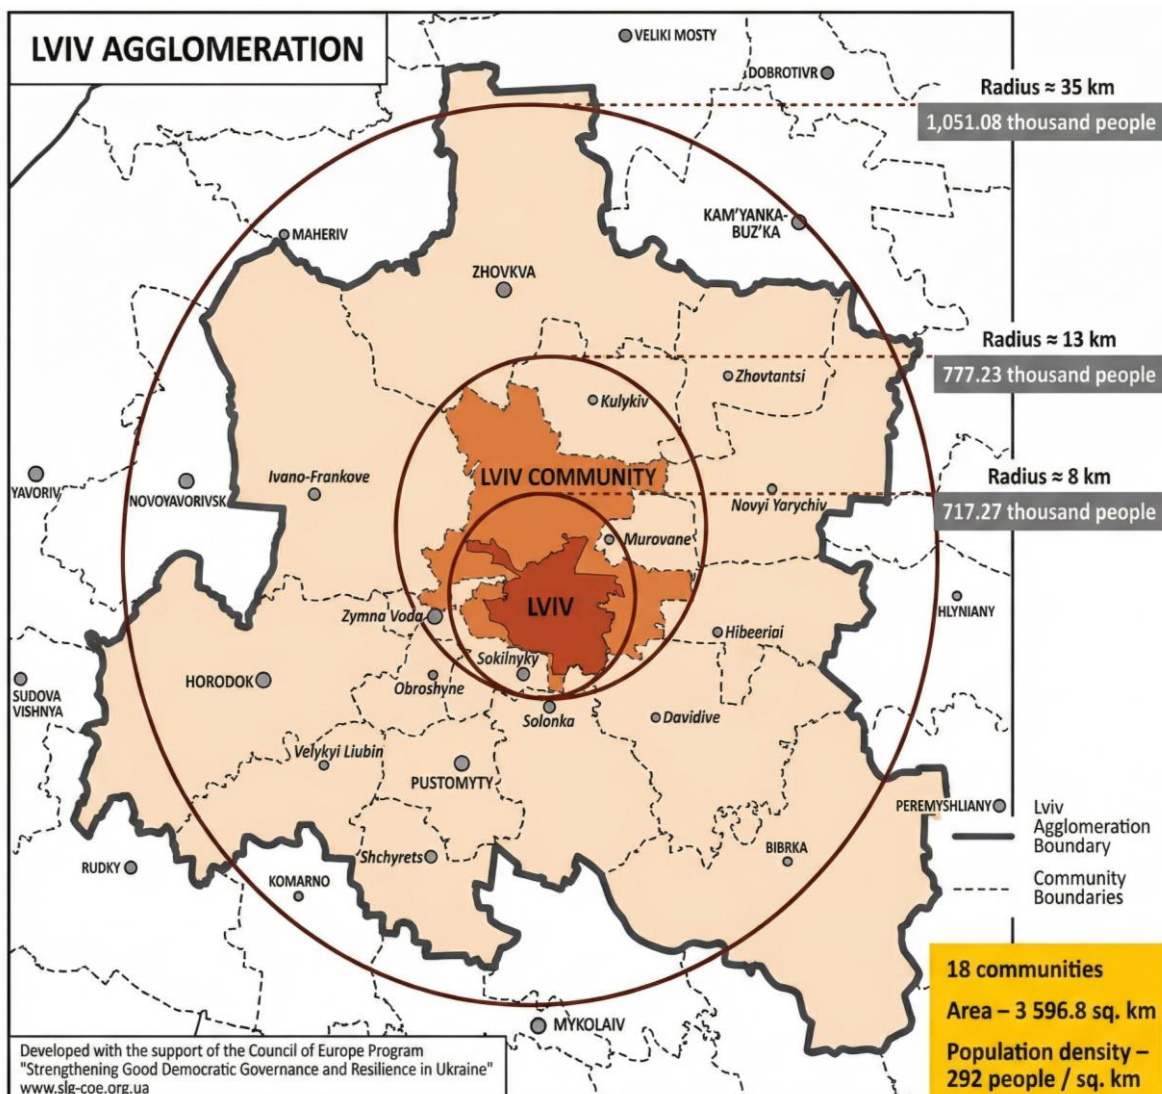 LVIV AGGLOMERATION
VELIKI MOSTY
DOBROTIVR
Radius ≈ 35 km
1,051.08 thousand people
KAM'YANKA-
BUZ'KA
MAHERIV
ZHOVKVA
Radius ≈ 13 km
777.23 thousand people
Zhovtantsi
Kulykiv
YAVORIV
NOVOYAVORIVSK
Ivano-Frankove
LVIV COMMUNITY
Novyi Yarychiv
Radius ≈ 8 km
717.27 thousand people
Murovane
LVIV
Zymna Voda
Hibeeriai
HLYNIANY
SUDOVA
VISHNYA
HORODOK
Sokilnyky
Obroshyne
Solonka
Davidive
Velykyi Liubin
PUSTOMYTY
PEREMYSHLIANY
Lviv
Agglomeration
Boundary
Shchyrets
BIBRKA
RUDKY
KOMARNO
Community
Boundaries
MYKOLAIV
18 communities
Area – 3 596.8 sq. km
Population density –
292 people / sq. km
Developed with the support of the Council of Europe Program
"Strengthening Good Democratic Governance and Resilience in Ukraine"
www.slg-coe.org.ua